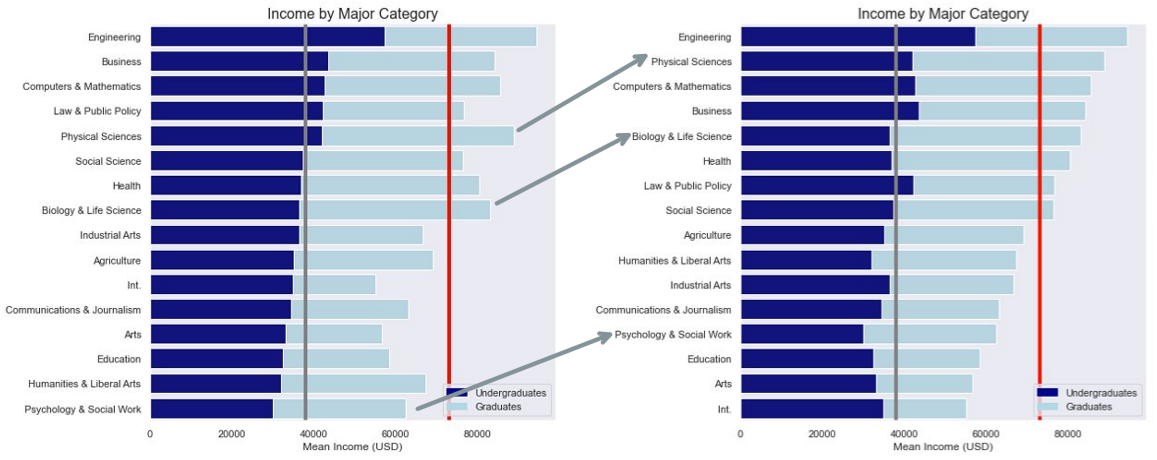 Income by Major Category
Engineering
Business
Computers & Mathematics
Law & Public Policy
Physical Sciences
Social Science
Health
Biology & Life Science
Industrial Arts
Agriculture
Int.
Communications & Journalism
Arts
Education
Humanities & Liberal Arts
Psychology & Social Work
Undergraduates
Graduates
0 20000 40000 60000 80000
Mean Income (USD)
Income by Major Category
Engineering
Physical Sciences
Computers & Mathematics
Business
Biology & Life Science
Health
Law & Public Policy
Social Science
Agriculture
Humanities & Liberal Arts
Industrial Arts
Communications & Journalism
Psychology & Social Work
Education
Arts
Int.
Undergraduates
Graduates
0 20000 40000 60000 80000
Mean Income (USD)